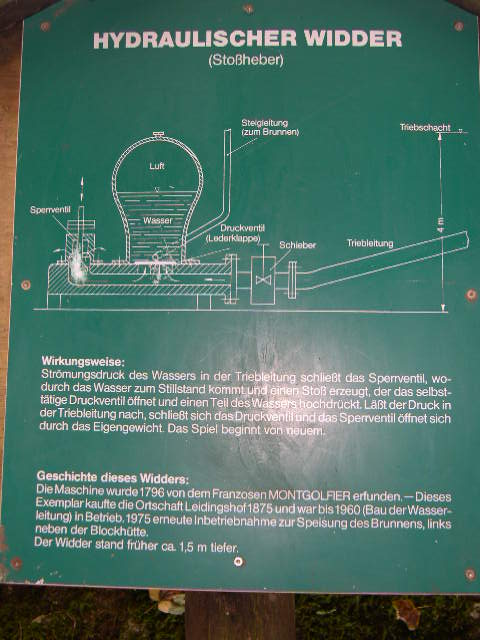 HYDRAULISCHER WIDDER
(Stoßheber)
Steigleitung
(zum Brunnen)
Triebschacht
Luft
Wasser
Sperrventil
Druckventil
(Lederklappe)
Schieber
Triebleitung
4 m
Wirkungsweise:
Strömungsdruck des Wassers in der Triebleitung schließt das Sperrventil, wo-
durch das Wasser zum Stillstand kommt und einen Stoß erzeugt, der das selbst-
tätige Druckventil öffnet und einen Teil des Wassers hochdrückt. Läßt der Druck in
der Triebleitung nach, schließt sich das Druckventil und das Sperrventil öffnet sich
durch das Eigengewicht. Das Spiel beginnt von neuem.
Geschichte dieses Widders:
Die Maschine wurde 1796 von dem Franzosen MONTGOLFIER erfunden. — Dieses
Exemplar kaufte die Ortschaft Leidingshof 1875 und war bis 1960 (Bau der Wasser-
leitung) in Betrieb. 1975 erneute Inbetriebnahme zur Speisung des Brunnens, links
neben der Blockhütte.
Der Widder stand früher ca. 1,5 m tiefer.